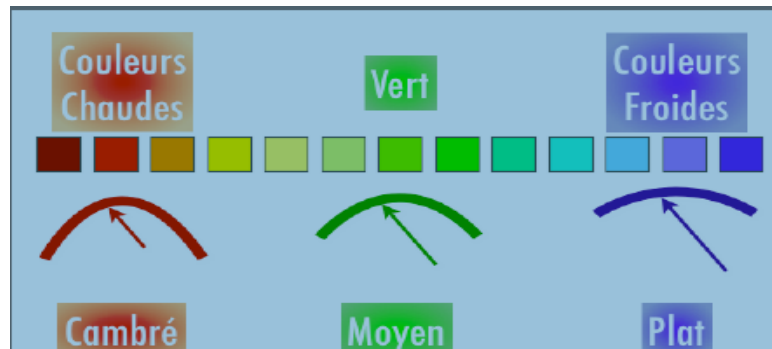 Couleurs
Chaudes
Vert
Couleurs
Froides
Cambré
Moyen
Plat